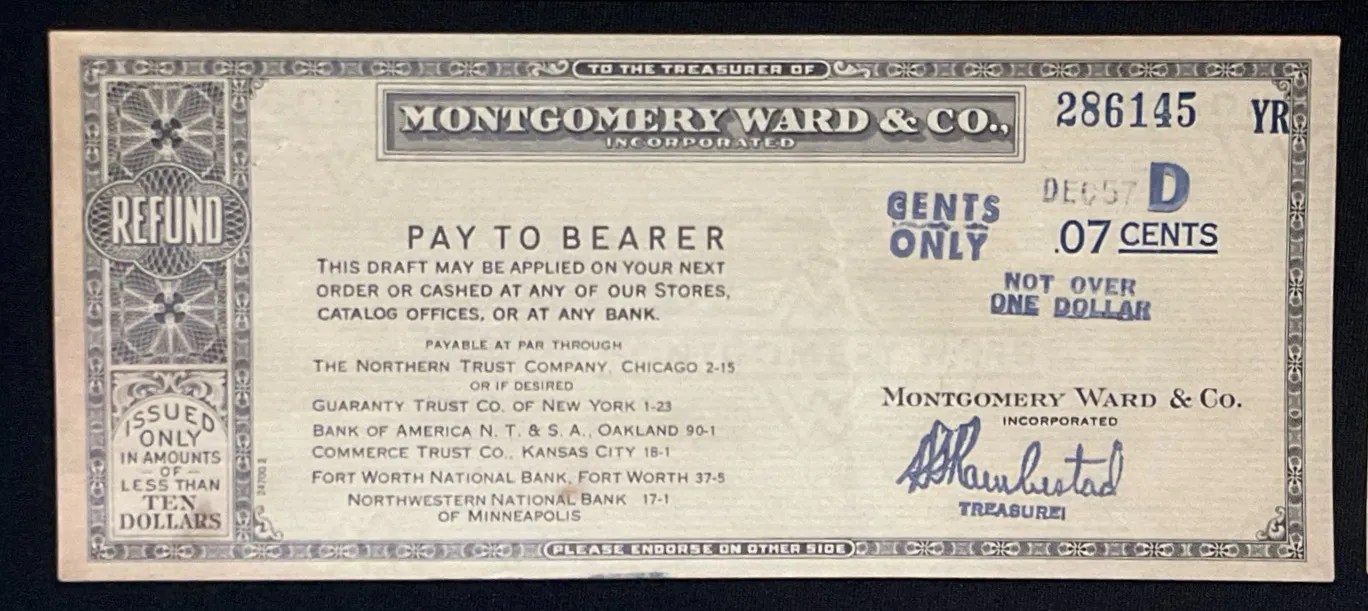 TO THE TREASURER OF
MONTGOMERY WARD & CO.,
INCORPORATED
286145 YR
DEC 57 D
CENTS
ONLY
.07 CENTS
NOT OVER
ONE DOLLAR
REFUND
PAY TO BEARER
THIS DRAFT MAY BE APPLIED ON YOUR NEXT
ORDER OR CASHED AT ANY OF OUR STORES,
CATALOG OFFICES, OR AT ANY BANK.
PAYABLE AT PAR THROUGH
THE NORTHERN TRUST COMPANY, CHICAGO 2-15
OR IF DESIRED
GUARANTY TRUST CO. OF NEW YORK 1-23
BANK OF AMERICA N. T. & S. A., OAKLAND 90-1
COMMERCE TRUST CO., KANSAS CITY 18-1
FORT WORTH NATIONAL BANK, FORT WORTH 37-5
NORTHWESTERN NATIONAL BANK 17-1
OF MINNEAPOLIS
ISSUED
ONLY
IN AMOUNTS
- OF -
LESS THAN
TEN
DOLLARS
MONTGOMERY WARD & CO.
INCORPORATED
TREASURER
PLEASE ENDORSE ON OTHER SIDE